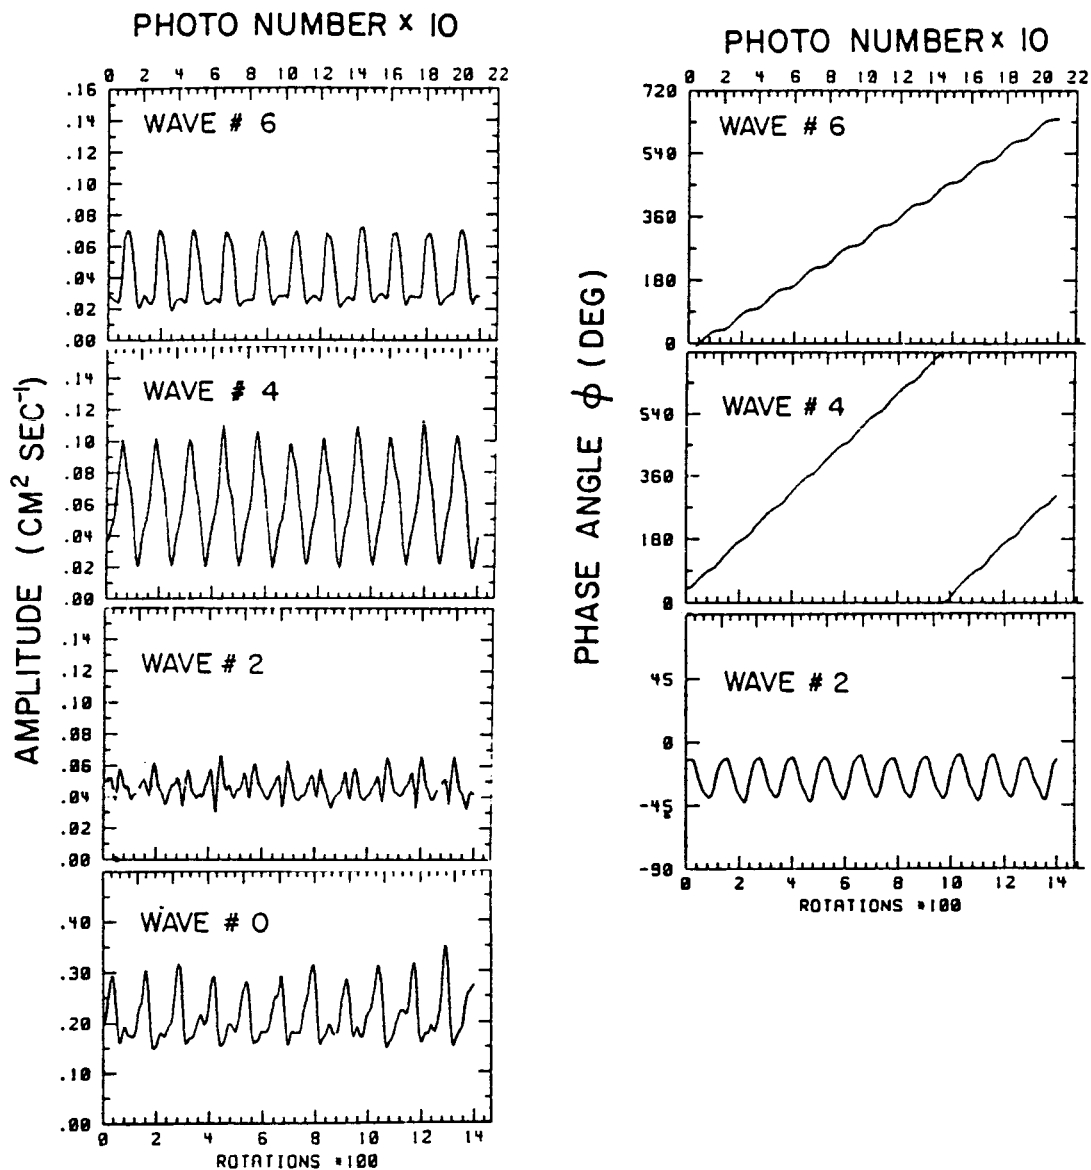 PHOTO NUMBER × 10
0 2 4 6 8 10 12 14 16 18 20 22
.16
.14
.12
.10
.08
.06
.04
.02
.00
WAVE # 6
.14
.12
.10
.08
.06
.04
.02
.00
WAVE # 4
.14
.12
.10
.08
.06
.04
.02
.00
WAVE # 2
.40
.30
.20
.10
.00
WAVE # 0
0 2 4 6 8 10 12 14
ROTATIONS *100
AMPLITUDE (CM² SEC⁻¹)
PHOTO NUMBER × 10
0 2 4 6 8 10 12 14 16 18 20 22
720
540
360
180
0
WAVE # 6
540
360
180
0
WAVE # 4
45
0
-45
-90
WAVE # 2
0 2 4 6 8 10 12 14
ROTATIONS *100
PHASE ANGLE ϕ (DEG)